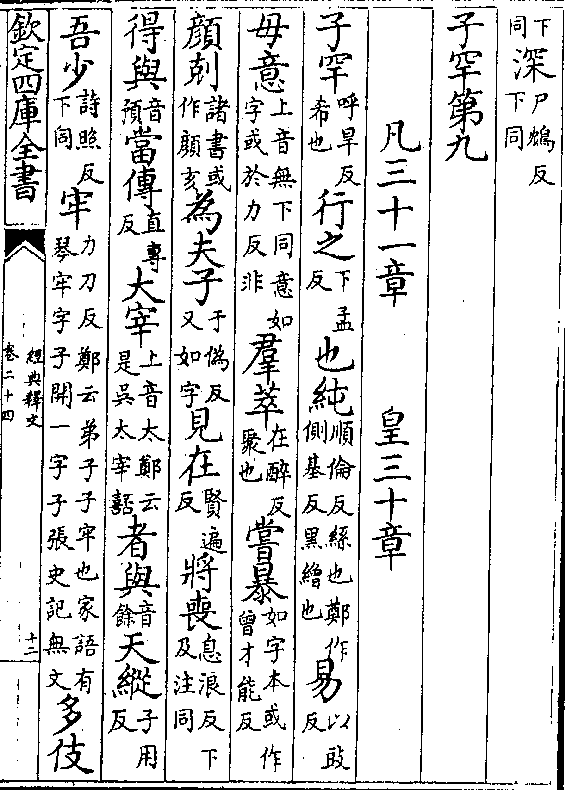 下尸鴆反
同深下同
子罕第九
凡三十一章　皇三十章
子罕呼旱反希也行之下孟反也純順倫反絲也鄭作側基反黑繒也易以豉反
毋意上音無下同意如字或於力反非羣萃在醉反聚也嘗暴如字本或作曾才能反
顏剋諸書或作顏亥為夫子于偽反又如字見在賢遍反將喪息浪反下及注同
得與音預當傳直專反大宰上音太鄭云是吳太宰嚭者與音餘天縱子用反
吾少詩照反下同牢力刀反鄭云弟子子牢也家語有琴牢字子開一字子張史記無文多伎
欽定四庫全書
經典釋文
卷二十四
十二